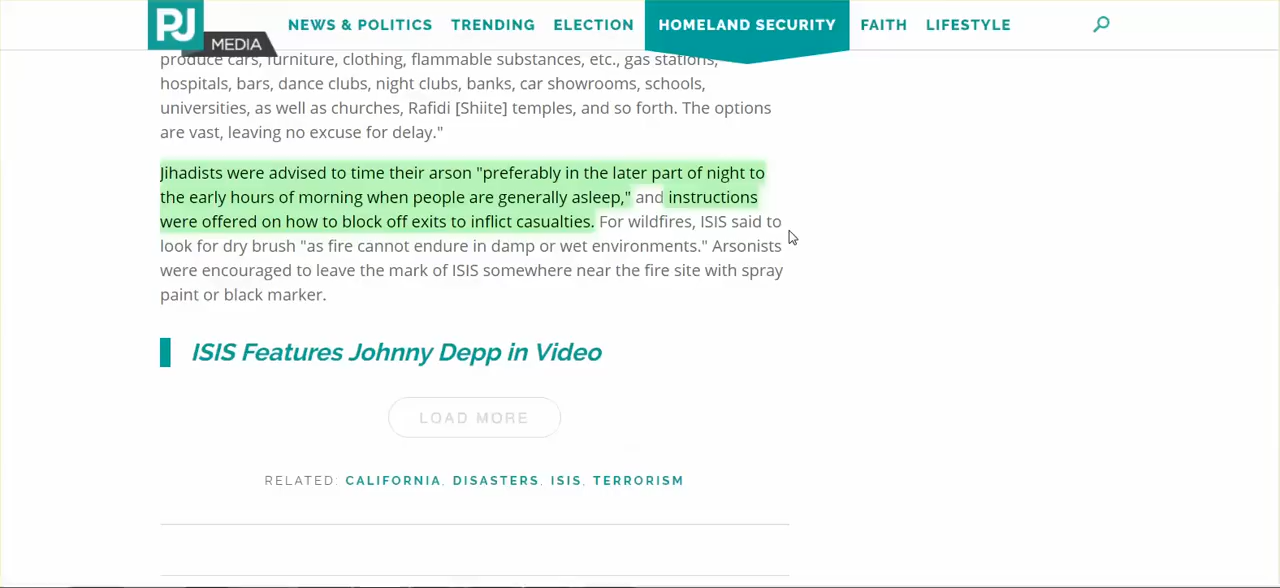 PJ MEDIA NEWS & POLITICS TRENDING ELECTION HOMELAND SECURITY FAITH LIFESTYLE
produce cars, furniture, clothing, flammable substances, etc., gas stations,
hospitals, bars, dance clubs, night clubs, banks, car showrooms, schools,
universities, as well as churches, Rafidi [Shiite] temples, and so forth. The options
are vast, leaving no excuse for delay."
Jihadists were advised to time their arson "preferably in the later part of night to
the early hours of morning when people are generally asleep," and instructions
were offered on how to block off exits to inflict casualties. For wildfires, ISIS said to
look for dry brush "as fire cannot endure in damp or wet environments." Arsonists
were encouraged to leave the mark of ISIS somewhere near the fire site with spray
paint or black marker.
ISIS Features Johnny Depp in Video
LOAD MORE
RELATED: CALIFORNIA, DISASTERS, ISIS, TERRORISM